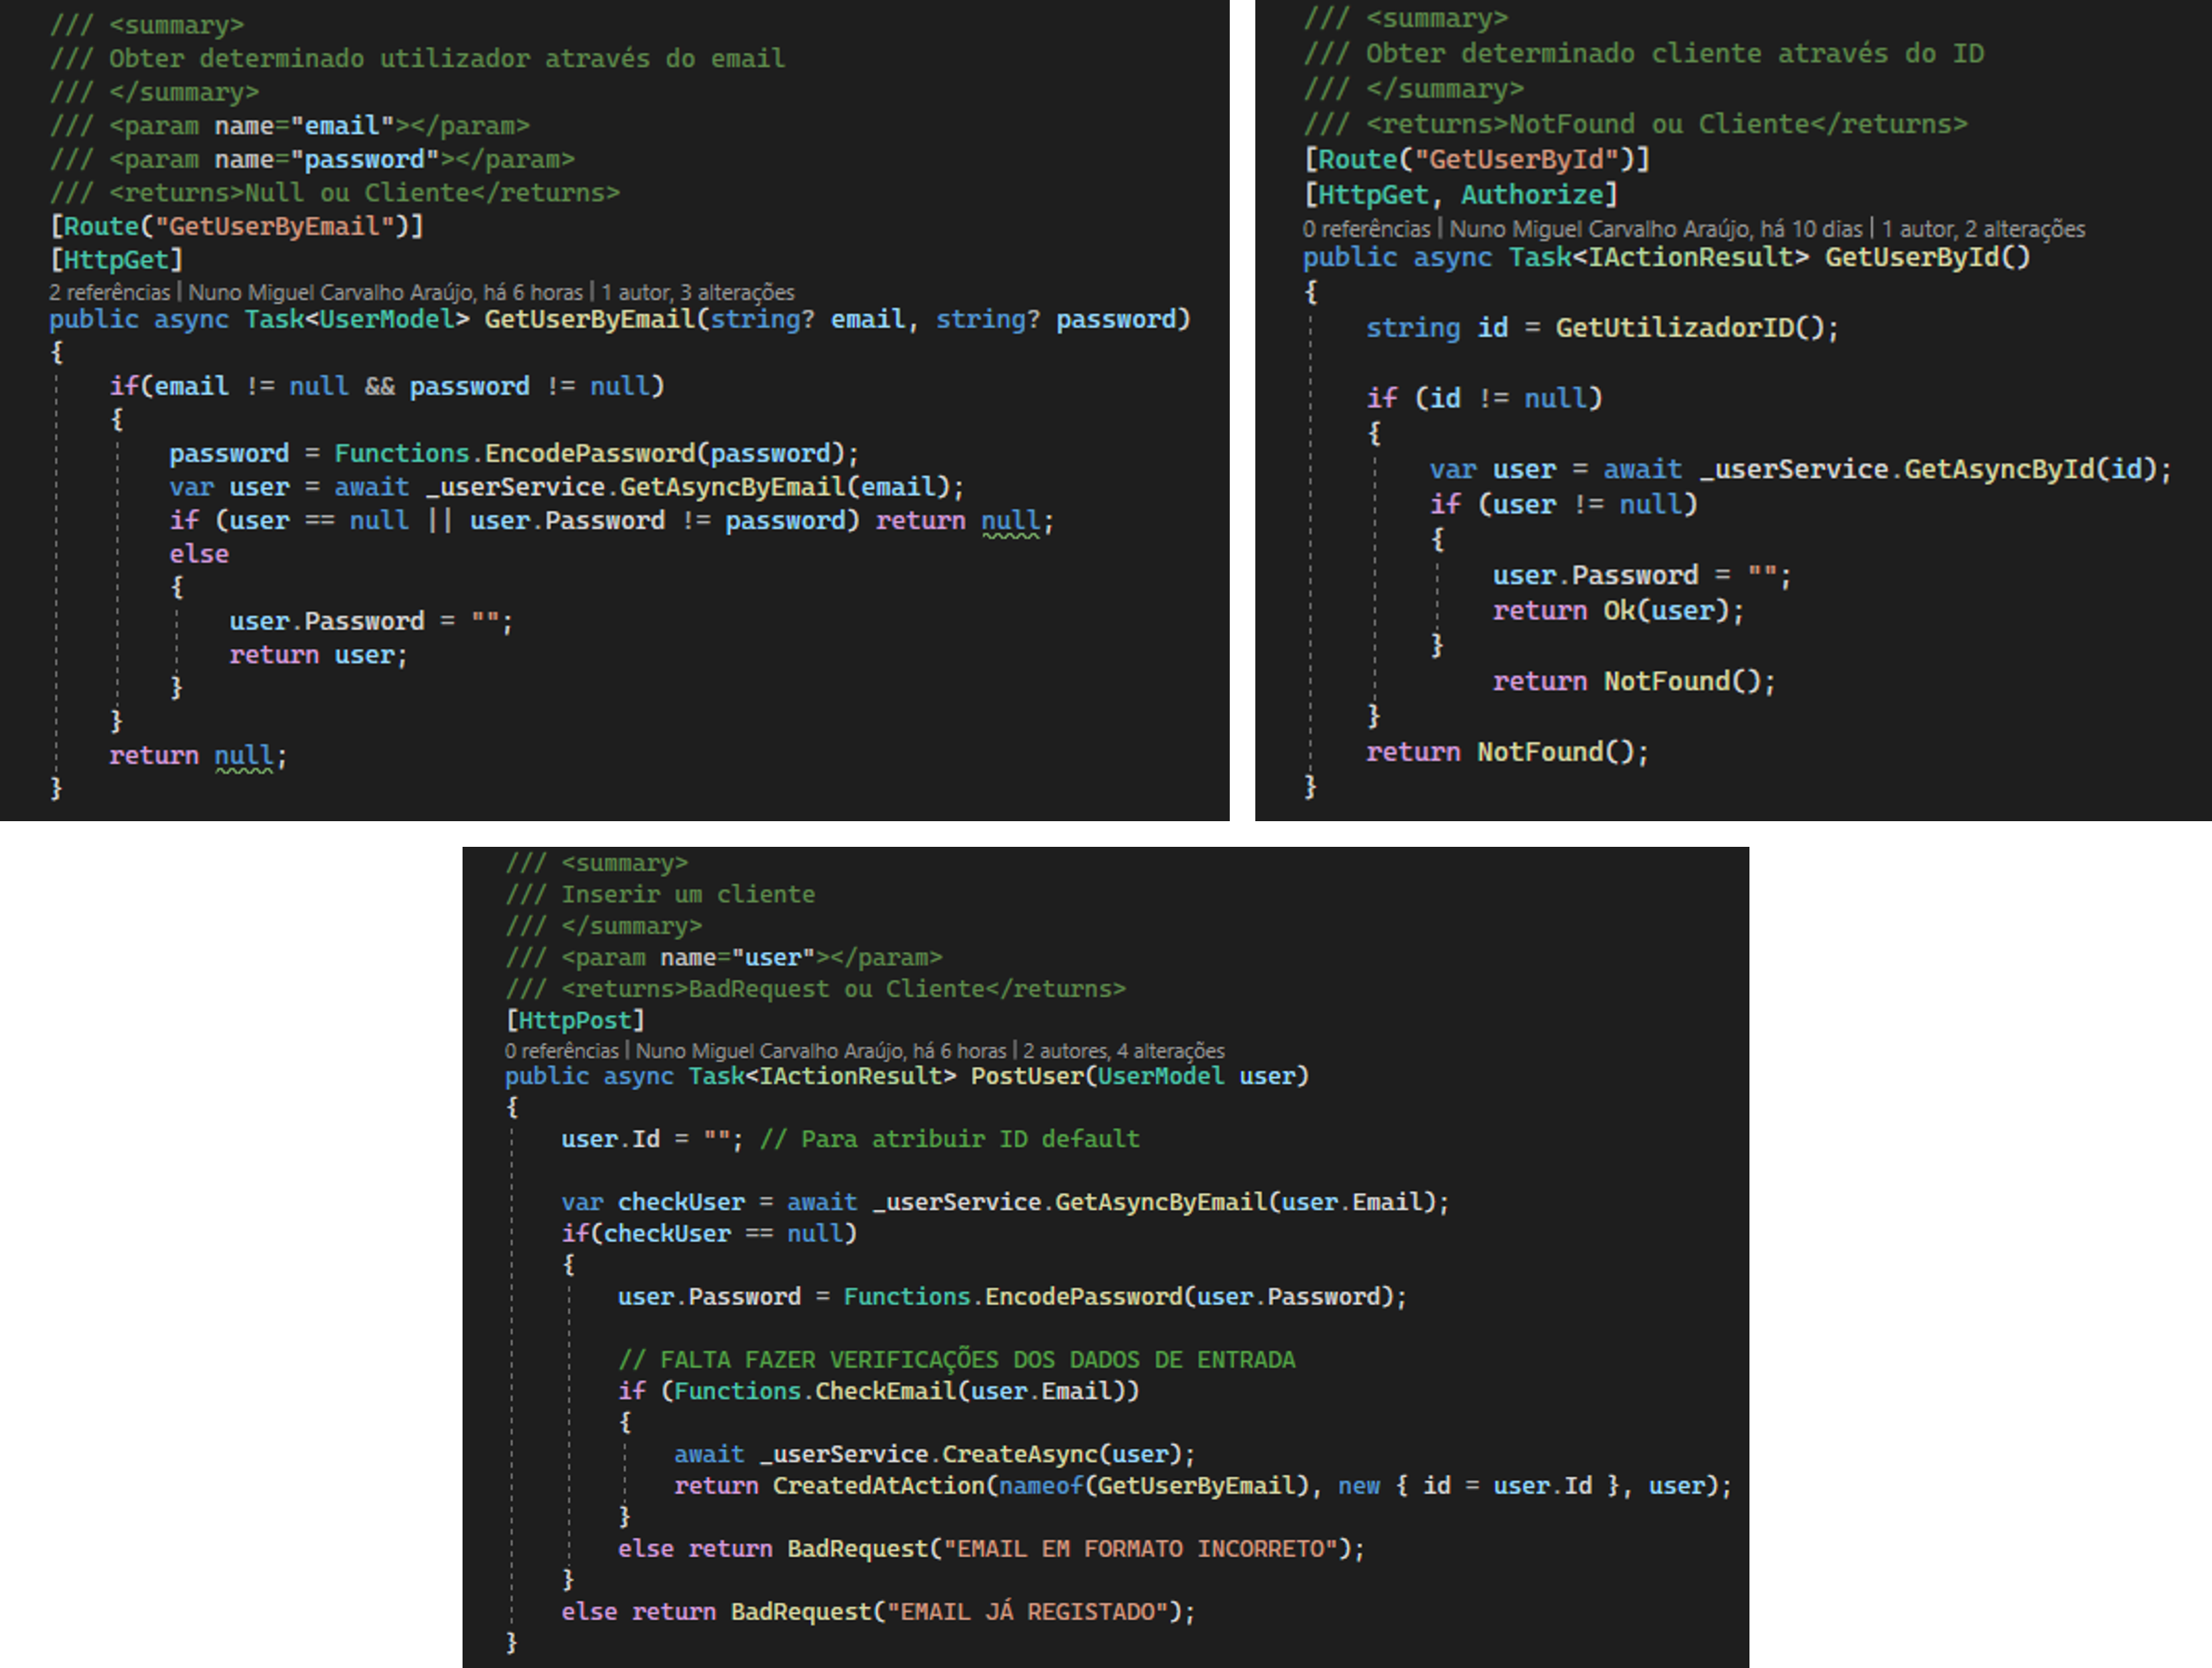 /// <summary>
/// Obter determinado utilizador através do email
/// </summary>
/// <param name="email"></param>
/// <param name="password"></param>
/// <returns>Null ou Cliente</returns>
[Route("GetUserByEmail")]
[HttpGet]
2 referências | Nuno Miguel Carvalho Araújo, há 6 horas | 1 autor, 3 alterações
public async Task<UserModel> GetUserByEmail(string? email, string? password)
{
    if(email != null && password != null)
    {
        password = Functions.EncodePassword(password);
        var user = await _userService.GetAsyncByEmail(email);
        if (user == null || user.Password != password) return null;
        else
        {
            user.Password = "";
            return user;
        }
    }
    return null;
}
/// <summary>
/// Obter determinado cliente através do ID
/// </summary>
/// <returns>NotFound ou Cliente</returns>
[Route("GetUserById")]
[HttpGet, Authorize]
0 referências | Nuno Miguel Carvalho Araújo, há 10 dias | 1 autor, 2 alterações
public async Task<IActionResult> GetUserById()
{
    string id = GetUtilizadorID();
    if (id != null)
    {
        var user = await _userService.GetAsyncById(id);
        if (user != null)
        {
            user.Password = "";
            return Ok(user);
        }
            return NotFound();
    }
    return NotFound();
}
/// <summary>
/// Inserir um cliente
/// </summary>
/// <param name="user"></param>
/// <returns>BadRequest ou Cliente</returns>
[HttpPost]
0 referências | Nuno Miguel Carvalho Araújo, há 6 horas | 2 autores, 4 alterações
public async Task<IActionResult> PostUser(UserModel user)
{
    user.Id = ""; // Para atribuir ID default
    var checkUser = await _userService.GetAsyncByEmail(user.Email);
    if(checkUser == null)
    {
        user.Password = Functions.EncodePassword(user.Password);
        // FALTA FAZER VERIFICAÇÕES DOS DADOS DE ENTRADA
        if (Functions.CheckEmail(user.Email))
        {
            await _userService.CreateAsync(user);
            return CreatedAtAction(nameof(GetUserByEmail), new { id = user.Id }, user);
        }
        else return BadRequest("EMAIL EM FORMATO INCORRETO");
    }
    else return BadRequest("EMAIL JÁ REGISTADO");
}